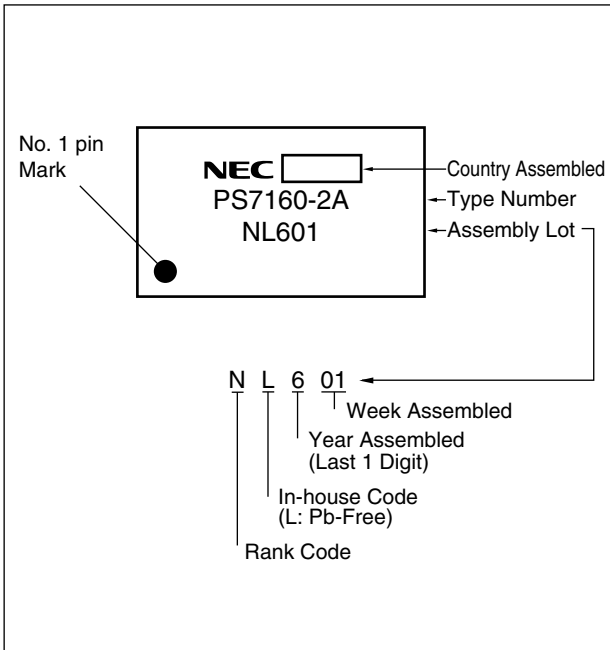 No. 1 pin
Mark
NEC
Country Assembled
PS7160-2A
Type Number
NL601
Assembly Lot
N L 6 01
Week Assembled
Year Assembled
(Last 1 Digit)
In-house Code
(L: Pb-Free)
Rank Code